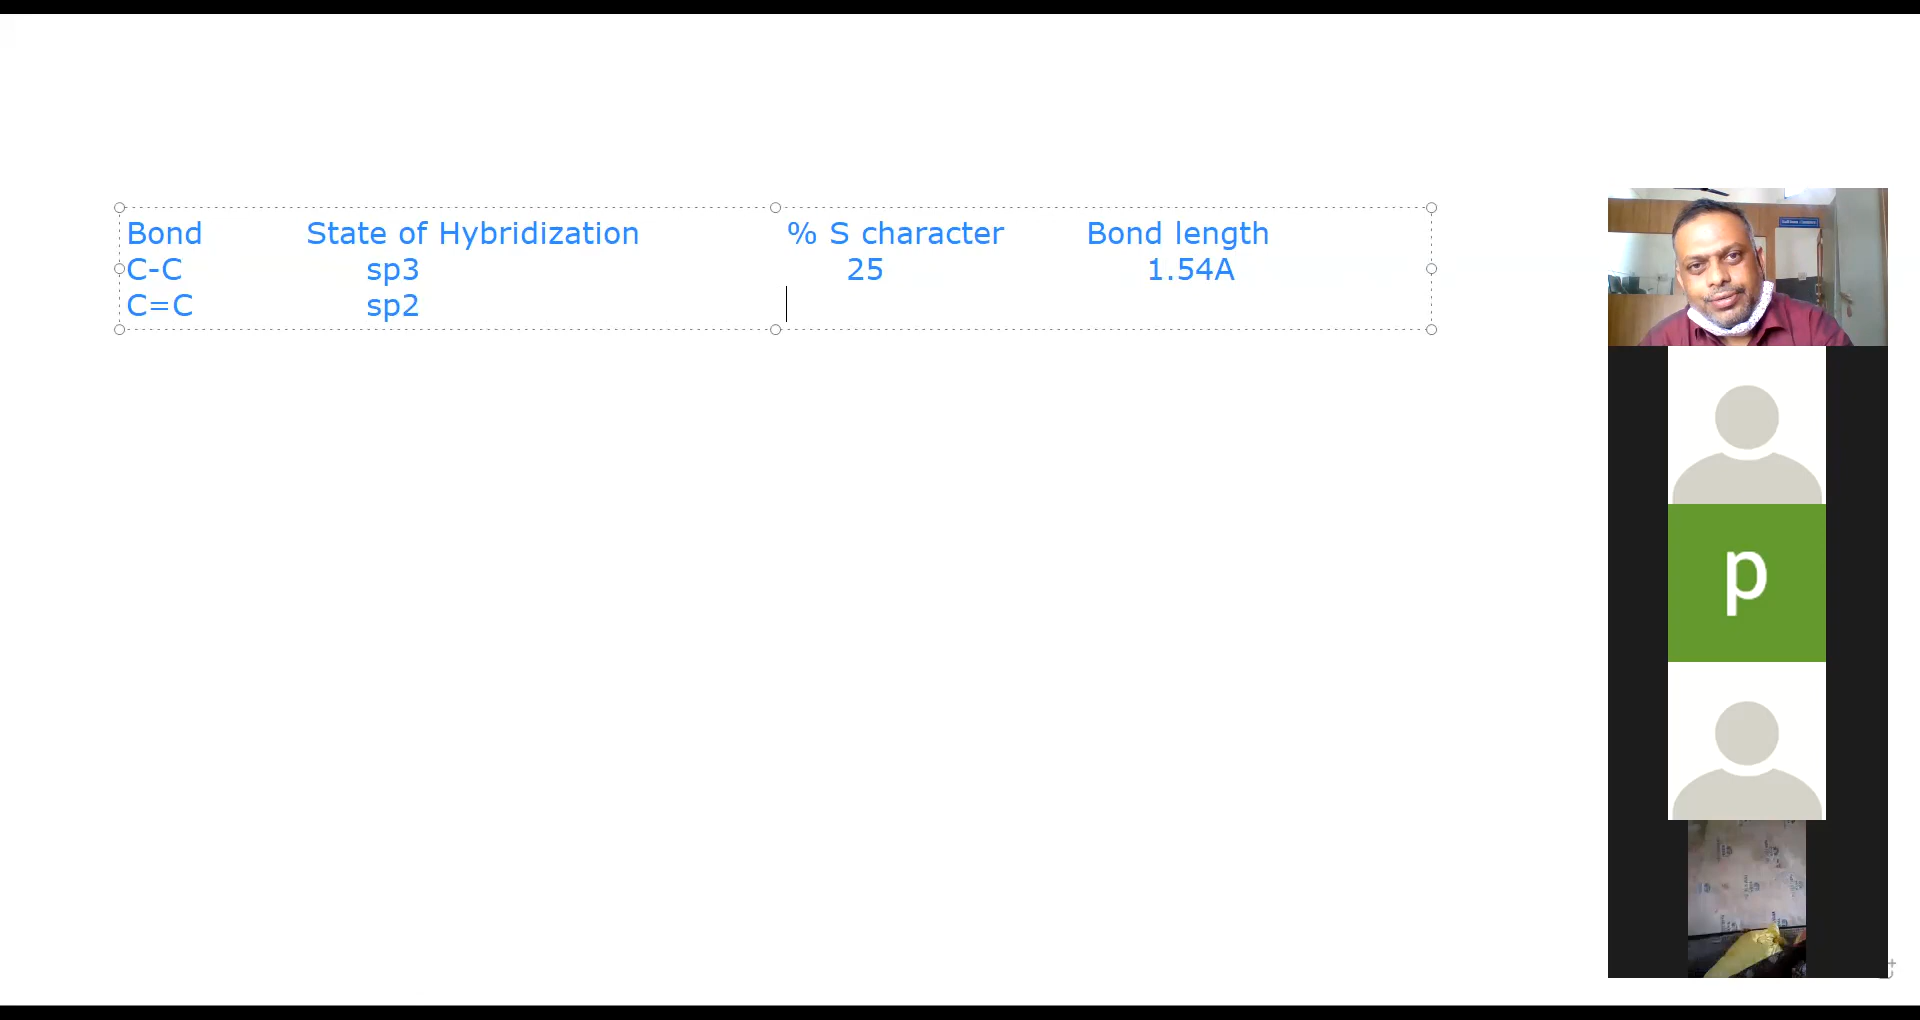 Bond State of Hybridization % S character Bond length
C-C sp3 25 1.54A
C=C sp2
p